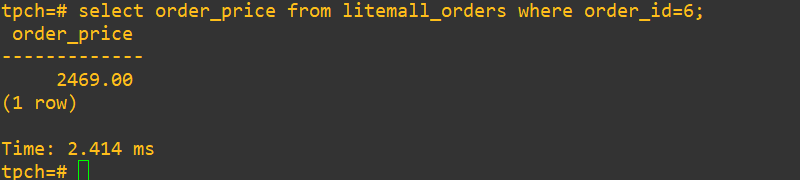 tpch=# select order_price from litemall_orders where order_id=6;
order_price
-------------
2469.00
(1 row)
Time: 2.414 ms
tpch=#